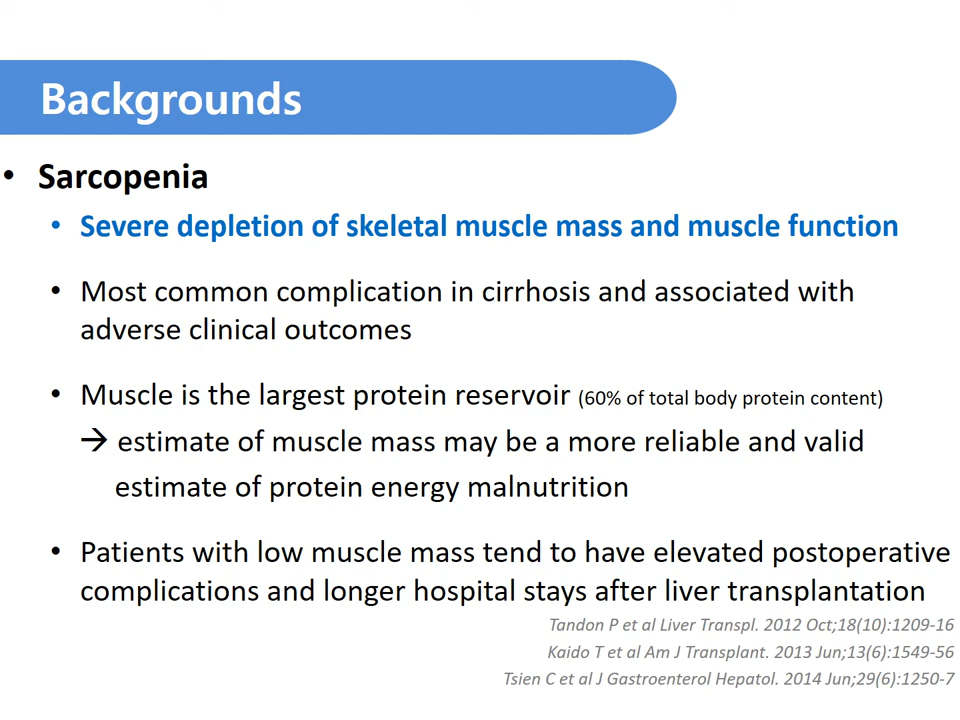 Backgrounds
• Sarcopenia
• Severe depletion of skeletal muscle mass and muscle function
• Most common complication in cirrhosis and associated with
adverse clinical outcomes
• Muscle is the largest protein reservoir (60% of total body protein content)
→ estimate of muscle mass may be a more reliable and valid
estimate of protein energy malnutrition
• Patients with low muscle mass tend to have elevated postoperative
complications and longer hospital stays after liver transplantation
Tandon P et al Liver Transpl. 2012 Oct;18(10):1209-16
Kaido T et al Am J Transplant. 2013 Jun;13(6):1549-56
Tsien C et al J Gastroenterol Hepatol. 2014 Jun;29(6):1250-7